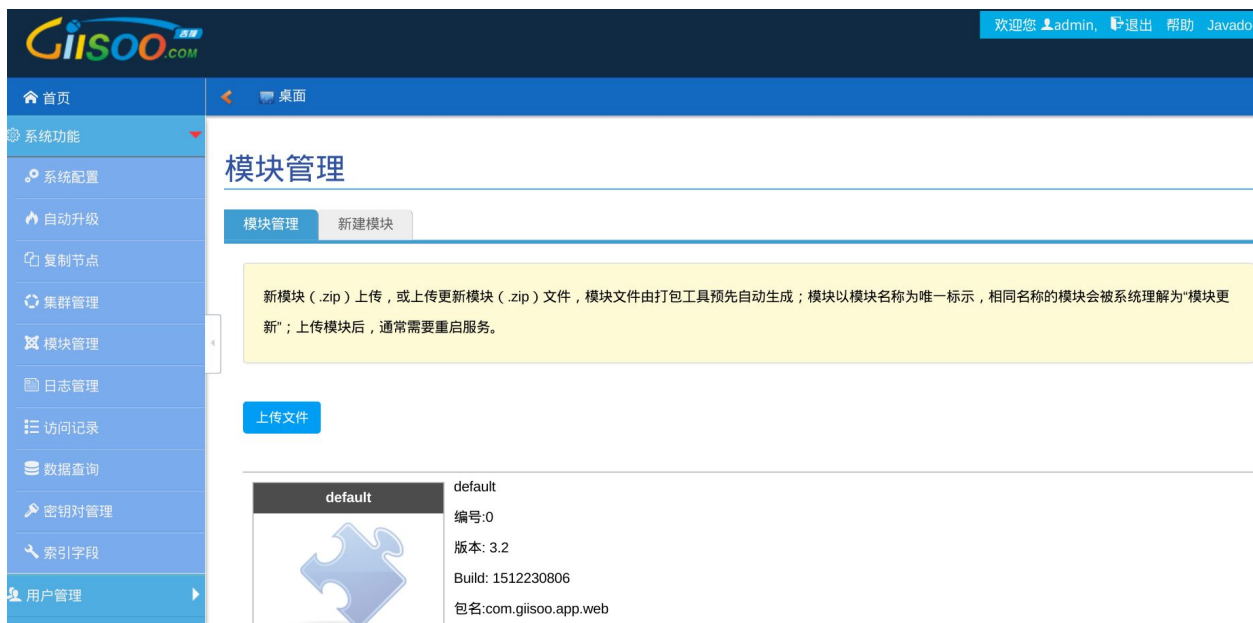 Giisoo.com 吉搜
欢迎您 admin, 退出 帮助 Javado
首页
桌面
系统功能
系统配置
自动升级
复制节点
集群管理
模块管理
日志管理
访问记录
数据查询
密钥对管理
索引字段
用户管理
模块管理
模块管理 新建模块
新模块（.zip）上传，或上传更新模块（.zip）文件，模块文件由打包工具预先自动生成；模块以模块名称为唯一标示，相同名称的模块会被系统理解为“模块更
新”；上传模块后，通常需要重启服务。
上传文件
default
default
编号:0
版本: 3.2
Build: 1512230806
包名:com.giisoo.app.web